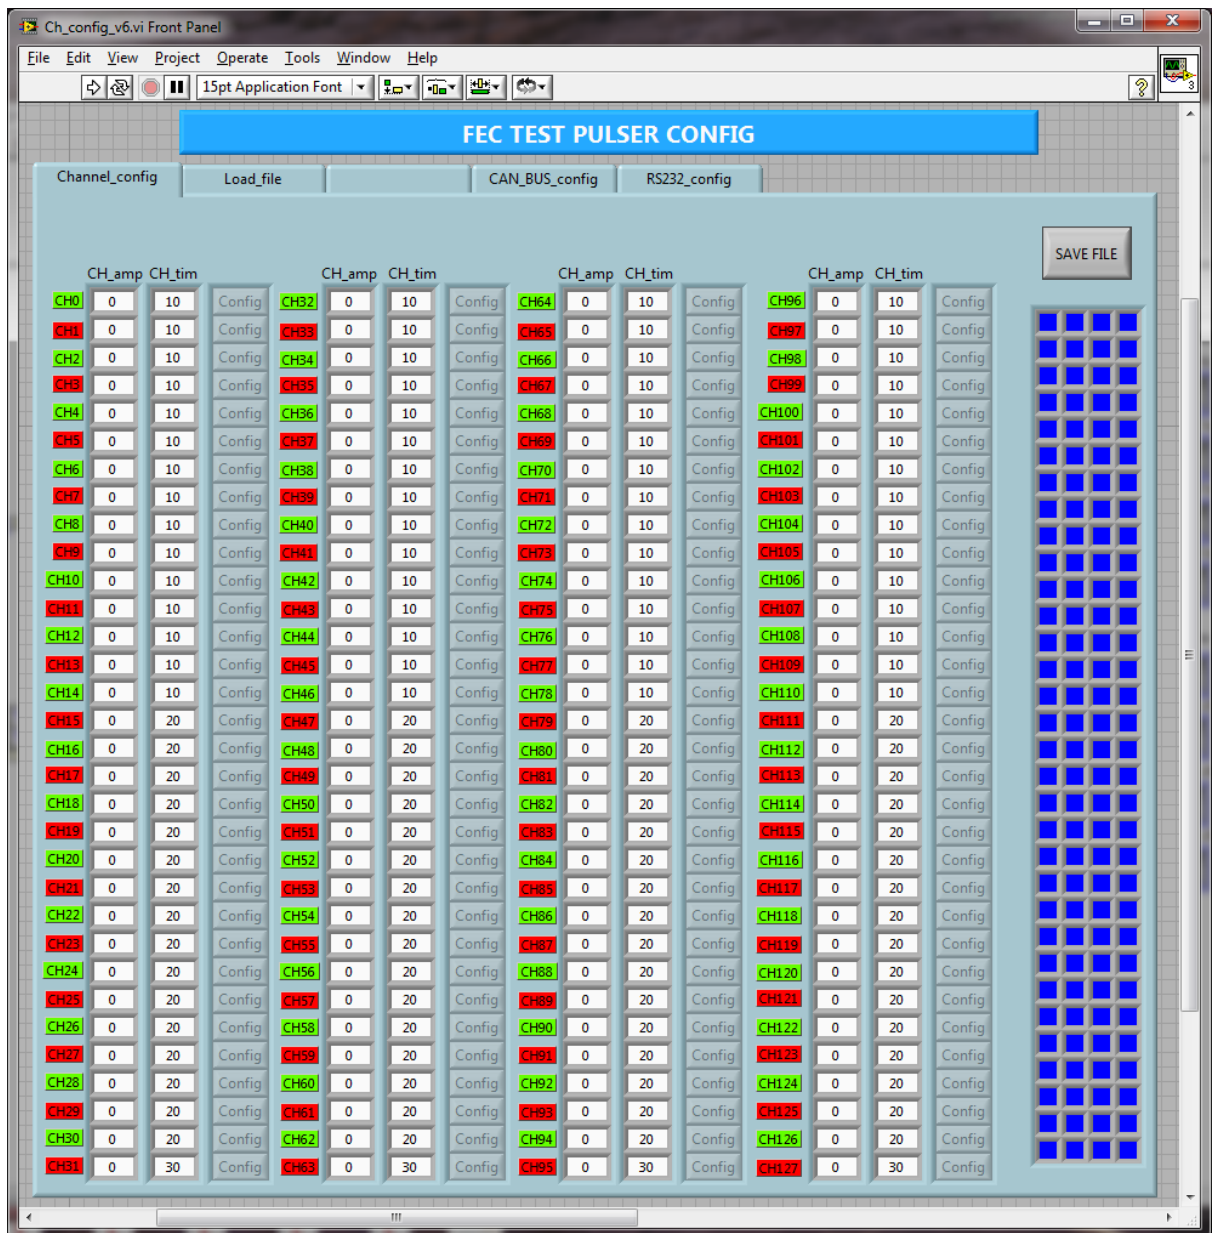 Ch_config_v6.vi Front Panel
File Edit View Project Operate Tools Window Help
15pt Application Font
3
FEC TEST PULSER CONFIG
Channel_config Load_file CAN_BUS_config RS232_config
SAVE FILE
CH_amp CH_tim CH_amp CH_tim CH_amp CH_tim CH_amp CH_tim
CH0 0 10 Config CH32 0 10 Config CH64 0 10 Config CH96 0 10 Config
CH1 0 10 Config CH33 0 10 Config CH65 0 10 Config CH97 0 10 Config
CH2 0 10 Config CH34 0 10 Config CH66 0 10 Config CH98 0 10 Config
CH3 0 10 Config CH35 0 10 Config CH67 0 10 Config CH99 0 10 Config
CH4 0 10 Config CH36 0 10 Config CH68 0 10 Config CH100 0 10 Config
CH5 0 10 Config CH37 0 10 Config CH69 0 10 Config CH101 0 10 Config
CH6 0 10 Config CH38 0 10 Config CH70 0 10 Config CH102 0 10 Config
CH7 0 10 Config CH39 0 10 Config CH71 0 10 Config CH103 0 10 Config
CH8 0 10 Config CH40 0 10 Config CH72 0 10 Config CH104 0 10 Config
CH9 0 10 Config CH41 0 10 Config CH73 0 10 Config CH105 0 10 Config
CH10 0 10 Config CH42 0 10 Config CH74 0 10 Config CH106 0 10 Config
CH11 0 10 Config CH43 0 10 Config CH75 0 10 Config CH107 0 10 Config
CH12 0 10 Config CH44 0 10 Config CH76 0 10 Config CH108 0 10 Config
CH13 0 10 Config CH45 0 10 Config CH77 0 10 Config CH109 0 10 Config
CH14 0 10 Config CH46 0 10 Config CH78 0 10 Config CH110 0 10 Config
CH15 0 20 Config CH47 0 20 Config CH79 0 20 Config CH111 0 20 Config
CH16 0 20 Config CH48 0 20 Config CH80 0 20 Config CH112 0 20 Config
CH17 0 20 Config CH49 0 20 Config CH81 0 20 Config CH113 0 20 Config
CH18 0 20 Config CH50 0 20 Config CH82 0 20 Config CH114 0 20 Config
CH19 0 20 Config CH51 0 20 Config CH83 0 20 Config CH115 0 20 Config
CH20 0 20 Config CH52 0 20 Config CH84 0 20 Config CH116 0 20 Config
CH21 0 20 Config CH53 0 20 Config CH85 0 20 Config CH117 0 20 Config
CH22 0 20 Config CH54 0 20 Config CH86 0 20 Config CH118 0 20 Config
CH23 0 20 Config CH55 0 20 Config CH87 0 20 Config CH119 0 20 Config
CH24 0 20 Config CH56 0 20 Config CH88 0 20 Config CH120 0 20 Config
CH25 0 20 Config CH57 0 20 Config CH89 0 20 Config CH121 0 20 Config
CH26 0 20 Config CH58 0 20 Config CH90 0 20 Config CH122 0 20 Config
CH27 0 20 Config CH59 0 20 Config CH91 0 20 Config CH123 0 20 Config
CH28 0 20 Config CH60 0 20 Config CH92 0 20 Config CH124 0 20 Config
CH29 0 20 Config CH61 0 20 Config CH93 0 20 Config CH125 0 20 Config
CH30 0 20 Config CH62 0 20 Config CH94 0 20 Config CH126 0 20 Config
CH31 0 30 Config CH63 0 30 Config CH95 0 30 Config CH127 0 30 Config